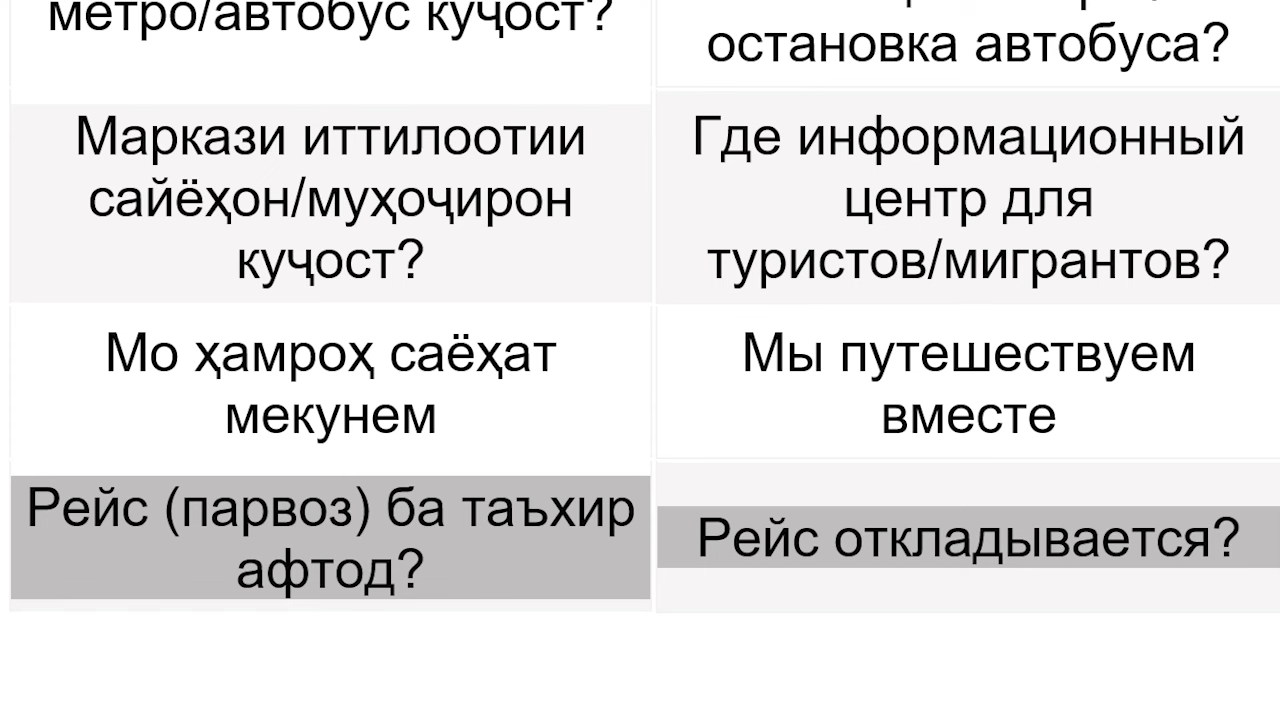 метро/автобус куҷост?
остановка автобуса?
Маркази иттилоотии
сайёҳон/муҳоҷирон
куҷост?
Где информационный
центр для
туристов/мигрантов?
Мо ҳамроҳ саёҳат
мекунем
Мы путешествуем
вместе
Рейс (парвоз) ба таъхир
афтод?
Рейс откладывается?